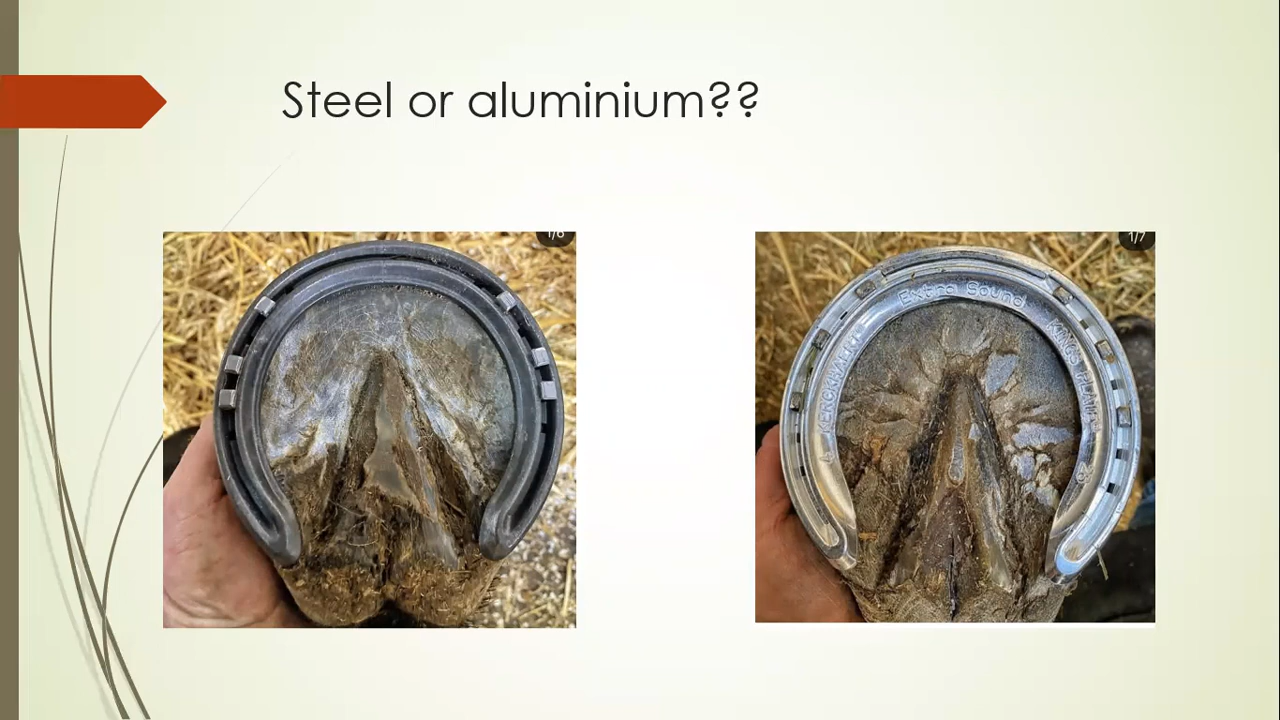 Steel or aluminium??
1/6
1/7
Extra Sound
KERCKHAERT
KINGS PLATE